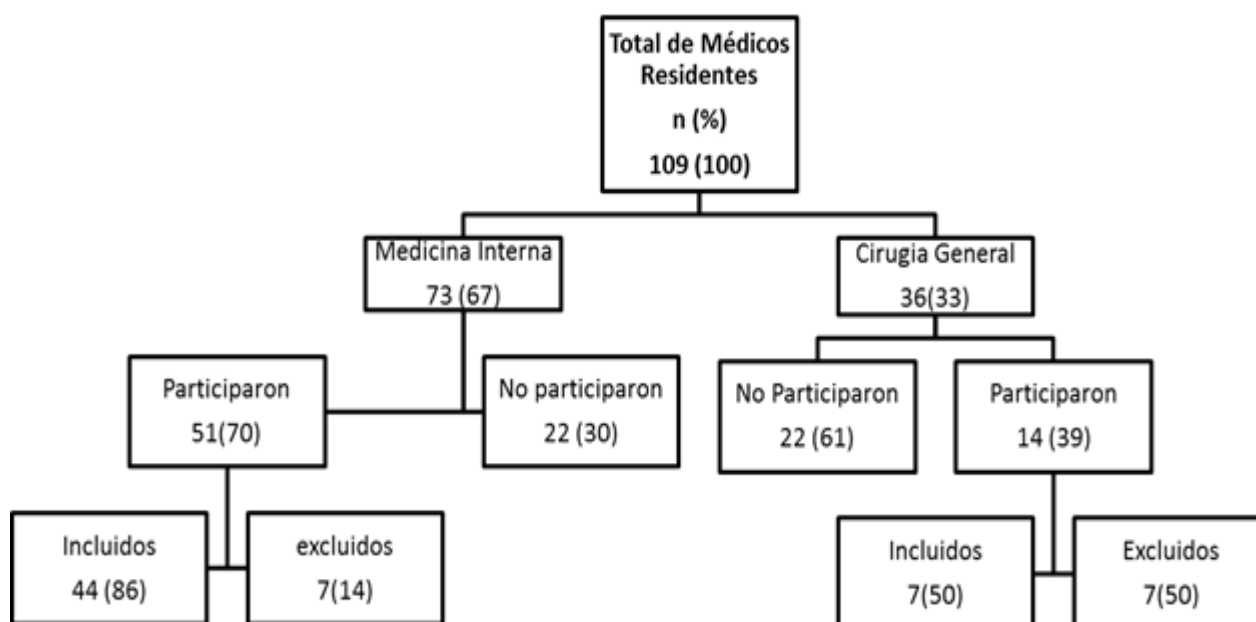 Total de Médicos
Residentes
n (%)
109 (100)
Medicina Interna
73 (67)
Cirugia General
36(33)
Participaron
51(70)
No participaron
22 (30)
No Participaron
22 (61)
Participaron
14 (39)
Incluidos
44 (86)
excluidos
7(14)
Incluidos
7(50)
Excluidos
7(50)